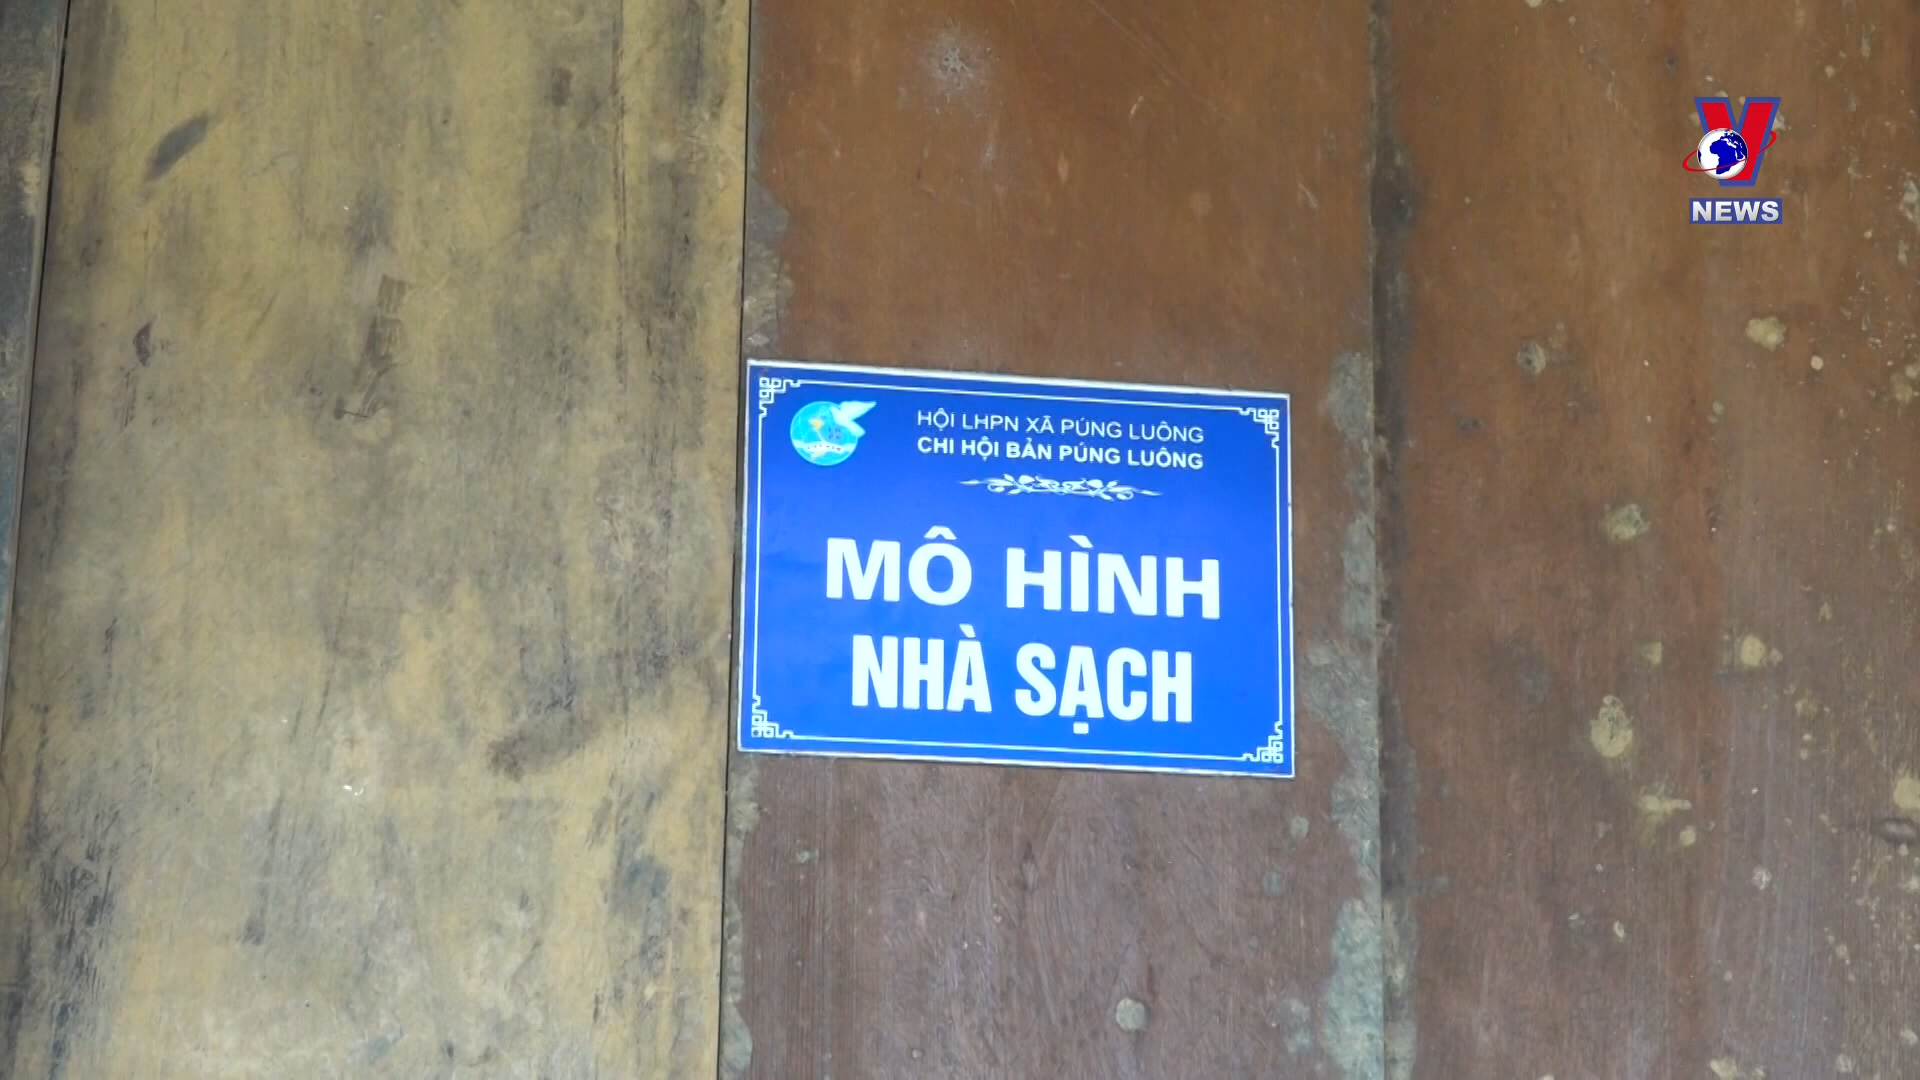 HỘI LHPN XÃ PÚNG LUÔNG
CHI HỘI BẢN PÚNG LUÔNG
MÔ HÌNH
NHÀ SẠCH
V
NEWS